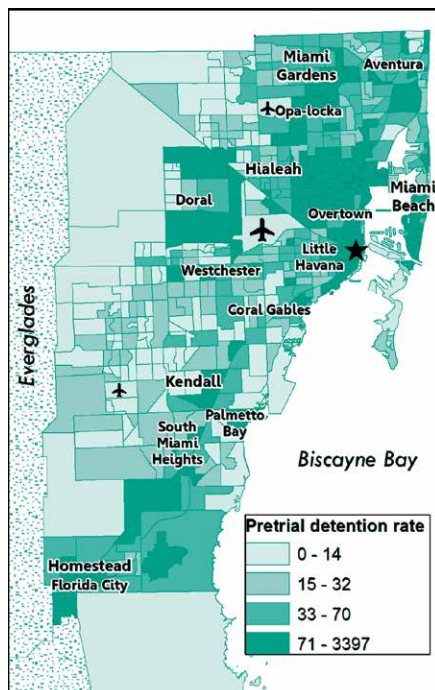 Miami
Gardens
Aventura
Opa-locka
Hialeah
Doral
Miami
Beach
Overtown
Little
Havana
Westchester
Coral Gables
Everglades
Kendall
Palmetto
Bay
South
Miami
Heights
Biscayne Bay
Homestead
Florida City
Pretrial detention rate
0 - 14
15 - 32
33 - 70
71 - 3397